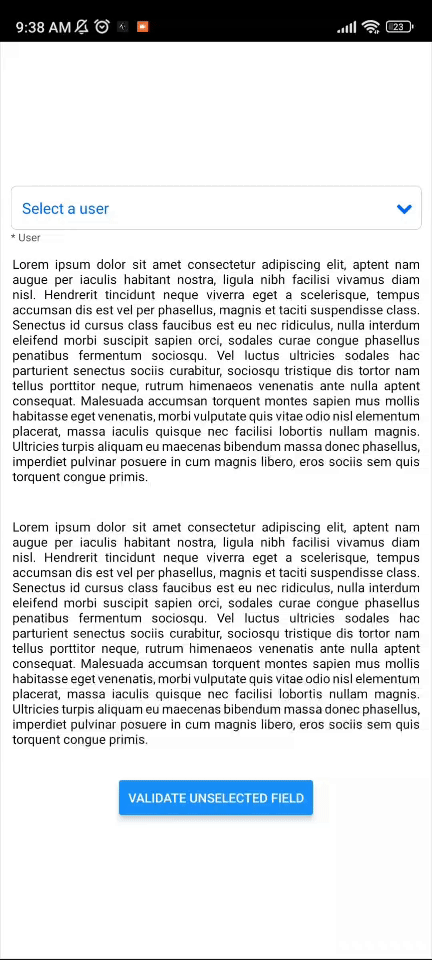 9:38 AM
23
Select a user
* User
Lorem ipsum dolor sit amet consectetur adipiscing elit, aptent nam
augue per iaculis habitant nostra, ligula nibh facilisi vivamus diam
nisl. Hendrerit tincidunt neque viverra eget a scelerisque, tempus
accumsan dis est vel per phasellus, magnis et taciti suspendisse class.
Senectus id cursus class faucibus est eu nec ridiculus, nulla interdum
eleifend morbi suscipit sapien orci, sodales curae congue phasellus
penatibus fermentum sociosqu. Vel luctus ultricies sodales hac
parturient senectus sociis curabitur, sociosqu tristique dis tortor nam
tellus porttitor neque, rutrum himenaeos venenatis ante nulla aptent
consequat. Malesuada accumsan torquent montes sapien mus mollis
habitasse eget venenatis, morbi vulputate quis vitae odio nisl elementum
placerat, massa iaculis quisque nec facilisi lobortis nullam magnis.
Ultricies turpis aliquam eu maecenas bibendum massa donec phasellus,
imperdiet pulvinar posuere in cum magnis libero, eros sociis sem quis
torquent congue primis.
Lorem ipsum dolor sit amet consectetur adipiscing elit, aptent nam
augue per iaculis habitant nostra, ligula nibh facilisi vivamus diam
nisl. Hendrerit tincidunt neque viverra eget a scelerisque, tempus
accumsan dis est vel per phasellus, magnis et taciti suspendisse class.
Senectus id cursus class faucibus est eu nec ridiculus, nulla interdum
eleifend morbi suscipit sapien orci, sodales curae congue phasellus
penatibus fermentum sociosqu. Vel luctus ultricies sodales hac
parturient senectus sociis curabitur, sociosqu tristique dis tortor nam
tellus porttitor neque, rutrum himenaeos venenatis ante nulla aptent
consequat. Malesuada accumsan torquent montes sapien mus mollis
habitasse eget venenatis, morbi vulputate quis vitae odio nisl elementum
placerat, massa iaculis quisque nec facilisi lobortis nullam magnis.
Ultricies turpis aliquam eu maecenas bibendum massa donec phasellus,
imperdiet pulvinar posuere in cum magnis libero, eros sociis sem quis
torquent congue primis.
VALIDATE UNSELECTED FIELD